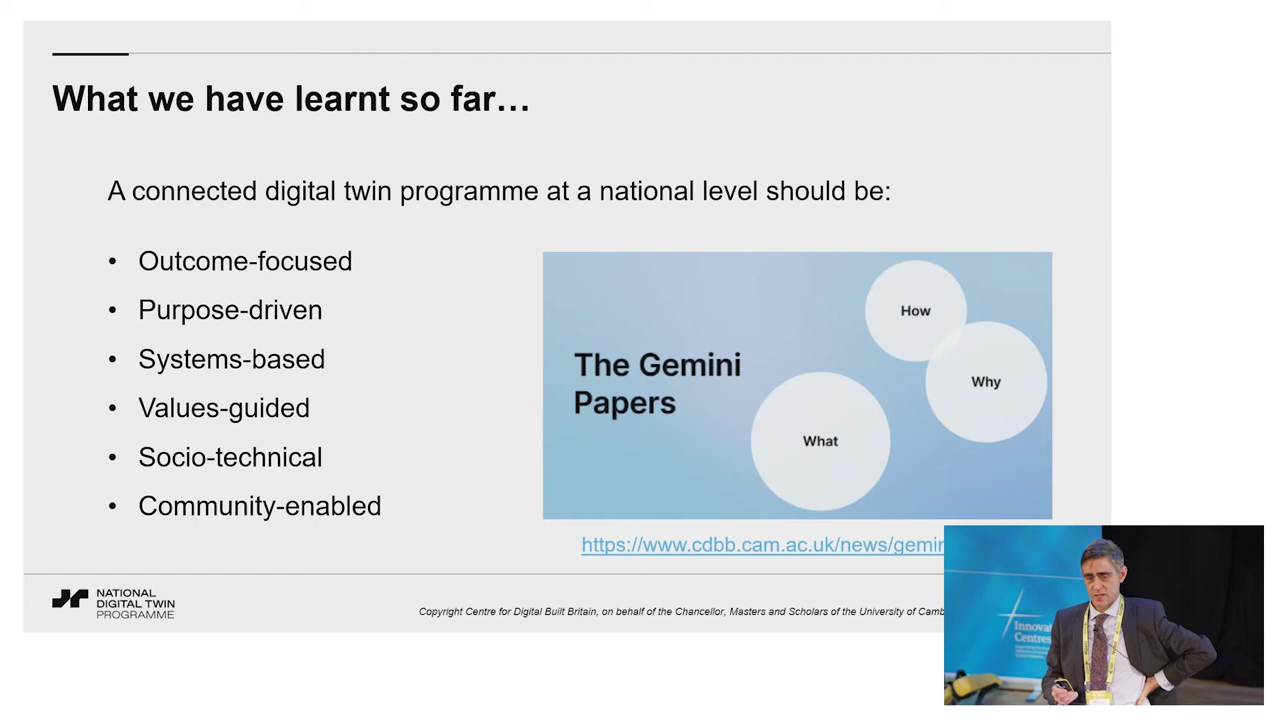 What we have learnt so far…
A connected digital twin programme at a national level should be:
• Outcome-focused
• Purpose-driven
• Systems-based
• Values-guided
• Socio-technical
• Community-enabled
The Gemini
Papers
How
Why
What
https://www.cdbb.cam.ac.uk/news/gemin
NATIONAL
DIGITAL TWIN
PROGRAMME
Copyright Centre for Digital Built Britain, on behalf of the Chancellor, Masters and Scholars of the University of Camb
Innovat
Centres